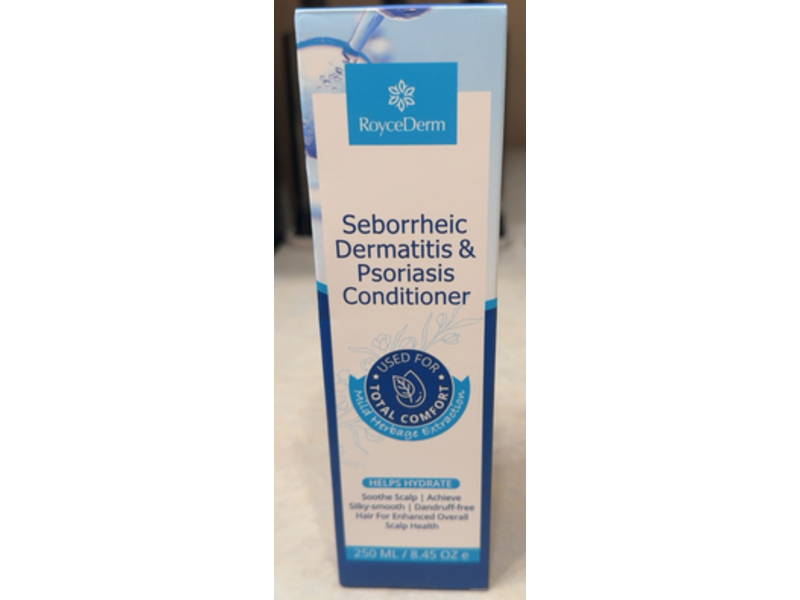 RoyceDerm
Seborrheic
Dermatitis &
Psoriasis
Conditioner
USED FOR
TOTAL COMFORT
Mild Herbage Extraction
HELPS HYDRATE
Soothe Scalp | Achieve
Silky-smooth | Dandruff-free
Hair For Enhanced Overall
Scalp Health
250 ML / 8.45 OZ e